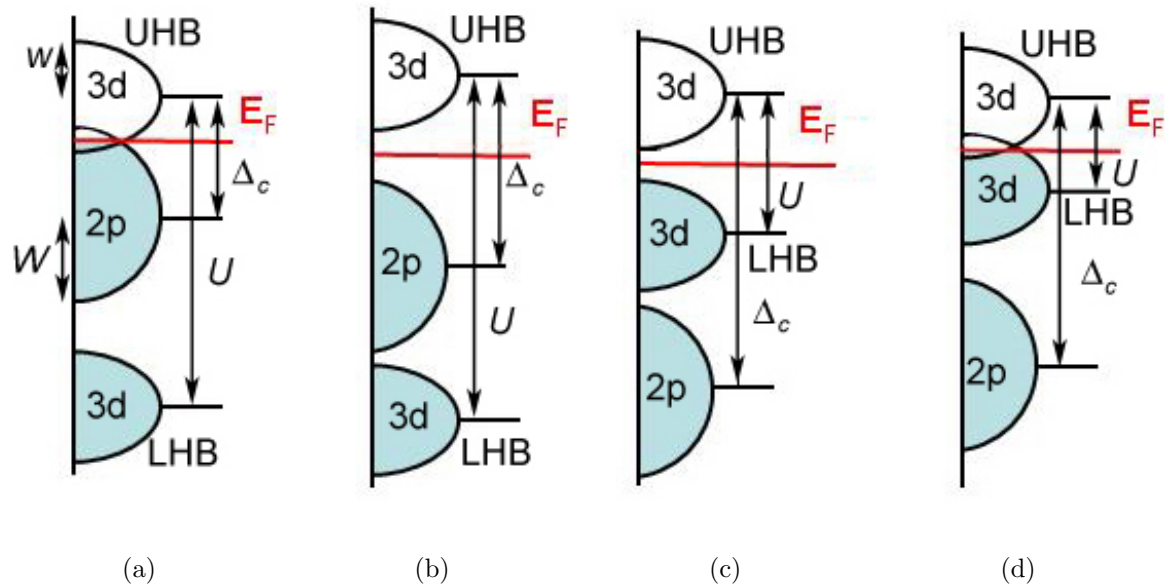 UHB
w
3d
E_F
Δ_c
2p
W
U
3d
LHB
(a)
UHB
3d
E_F
Δ_c
2p
U
3d
LHB
(b)
UHB
3d
E_F
U
3d
LHB
Δ_c
2p
(c)
UHB
3d
E_F
U
3d
LHB
Δ_c
2p
(d)